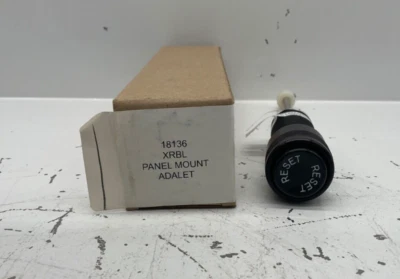 18136
XRBL
PANEL MOUNT
ADALET
RESET
RESET